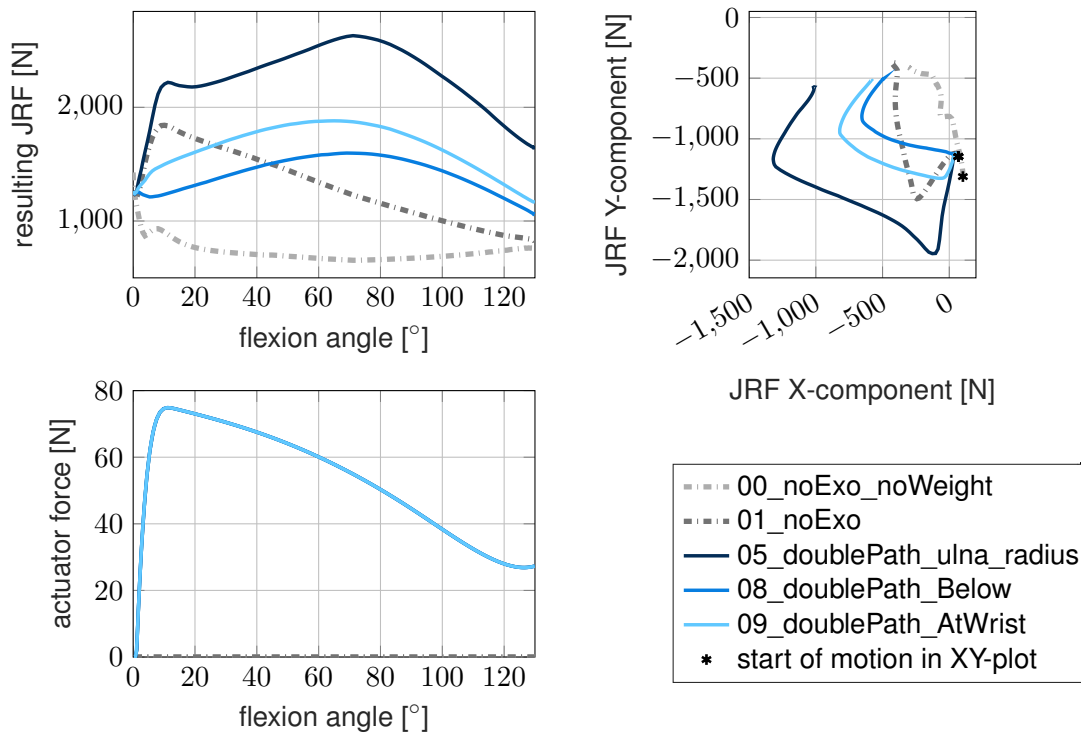 resulting JRF [N]
2,000
1,000
0 20 40 60 80 100 120
flexion angle [°]
JRF Y-component [N]
0
−500
−1,000
−1,500
−2,000
−1,500 −1,000 −500 0
JRF X-component [N]
actuator force [N]
80
60
40
20
0
0 20 40 60 80 100 120
flexion angle [°]
00_noExo_noWeight
01_noExo
05_doublePath_ulna_radius
08_doublePath_Below
09_doublePath_AtWrist
* start of motion in XY-plot